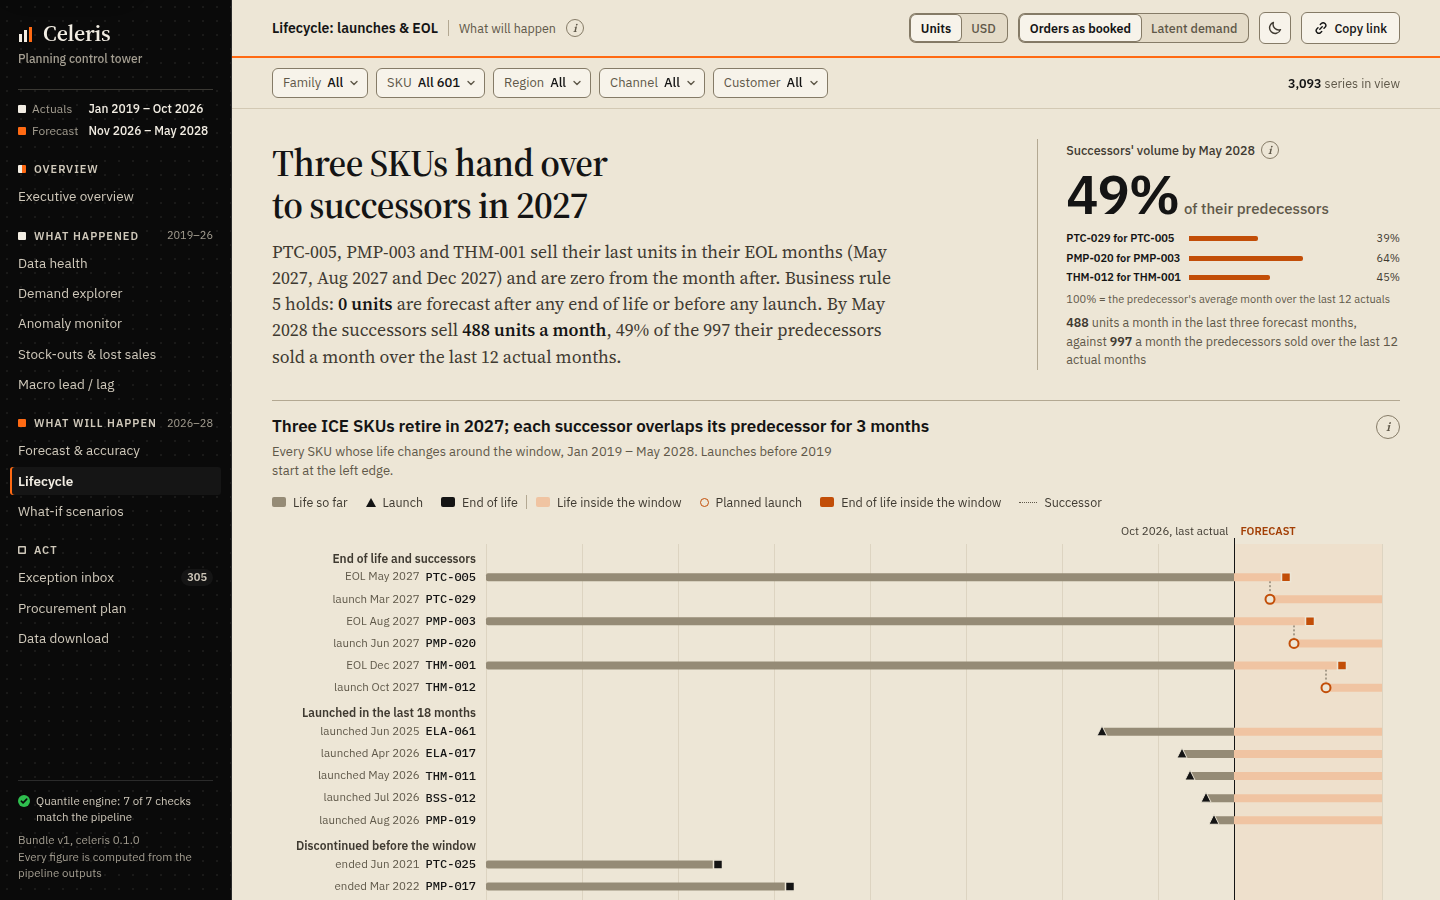 Celeris
Planning control tower
Actuals Jan 2019 – Oct 2026
Forecast Nov 2026 – May 2028
OVERVIEW
Executive overview
WHAT HAPPENED 2019–26
Data health
Demand explorer
Anomaly monitor
Stock-outs & lost sales
Macro lead / lag
WHAT WILL HAPPEN 2026–28
Forecast & accuracy
Lifecycle
What-if scenarios
ACT
Exception inbox 305
Procurement plan
Data download
Quantile engine: 7 of 7 checks
match the pipeline
Bundle v1, celeris 0.1.0
Every figure is computed from the
pipeline outputs
Lifecycle: launches & EOL What will happen i
Units USD Orders as booked Latent demand Copy link
Family All SKU All 601 Region All Channel All Customer All
3,093 series in view
Three SKUs hand over
to successors in 2027
PTC-005, PMP-003 and THM-001 sell their last units in their EOL months (May
2027, Aug 2027 and Dec 2027) and are zero from the month after. Business rule
5 holds: 0 units are forecast after any end of life or before any launch. By May
2028 the successors sell 488 units a month, 49% of the 997 their predecessors
sold a month over the last 12 actual months.
Successors' volume by May 2028 i
49% of their predecessors
PTC-029 for PTC-005 39%
PMP-020 for PMP-003 64%
THM-012 for THM-001 45%
100% = the predecessor's average month over the last 12 actuals
488 units a month in the last three forecast months,
against 997 a month the predecessors sold over the last 12
actual months
Three ICE SKUs retire in 2027; each successor overlaps its predecessor for 3 months i
Every SKU whose life changes around the window, Jan 2019 – May 2028. Launches before 2019
start at the left edge.
Life so far Launch End of life Life inside the window Planned launch End of life inside the window Successor
Oct 2026, last actual FORECAST
End of life and successors
EOL May 2027 PTC-005
launch Mar 2027 PTC-029
EOL Aug 2027 PMP-003
launch Jun 2027 PMP-020
EOL Dec 2027 THM-001
launch Oct 2027 THM-012
Launched in the last 18 months
launched Jun 2025 ELA-061
launched Apr 2026 ELA-017
launched May 2026 THM-011
launched Jul 2026 BSS-012
launched Aug 2026 PMP-019
Discontinued before the window
ended Jun 2021 PTC-025
ended Mar 2022 PMP-017